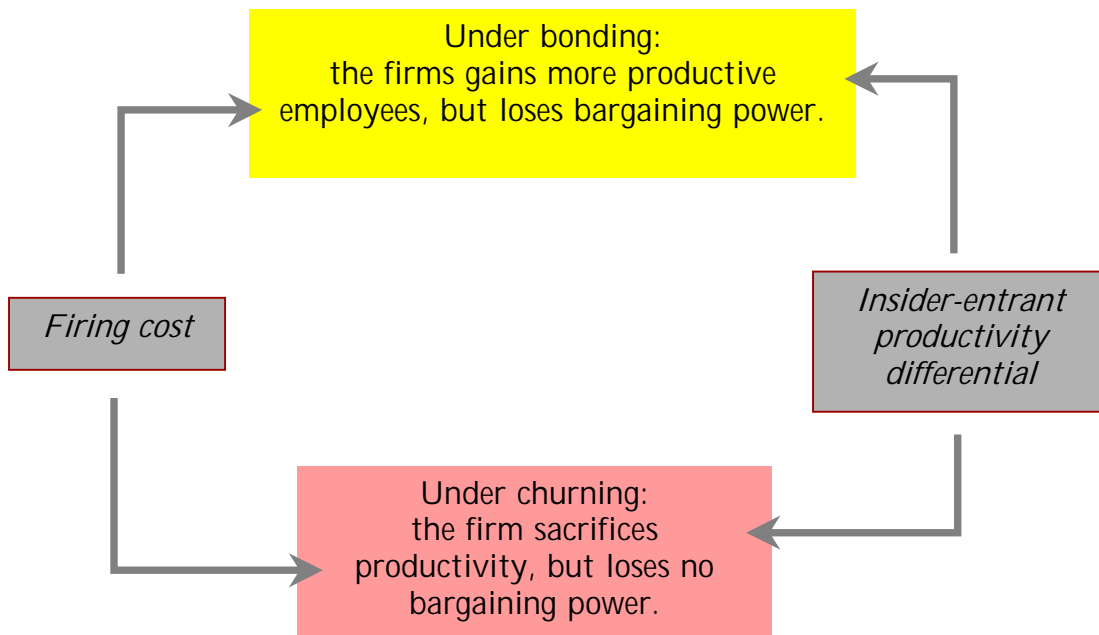 Under bonding:
the firms gains more productive
employees, but loses bargaining power.
Firing cost
Insider-entrant
productivity
differential
Under churning:
the firm sacrifices
productivity, but loses no
bargaining power.